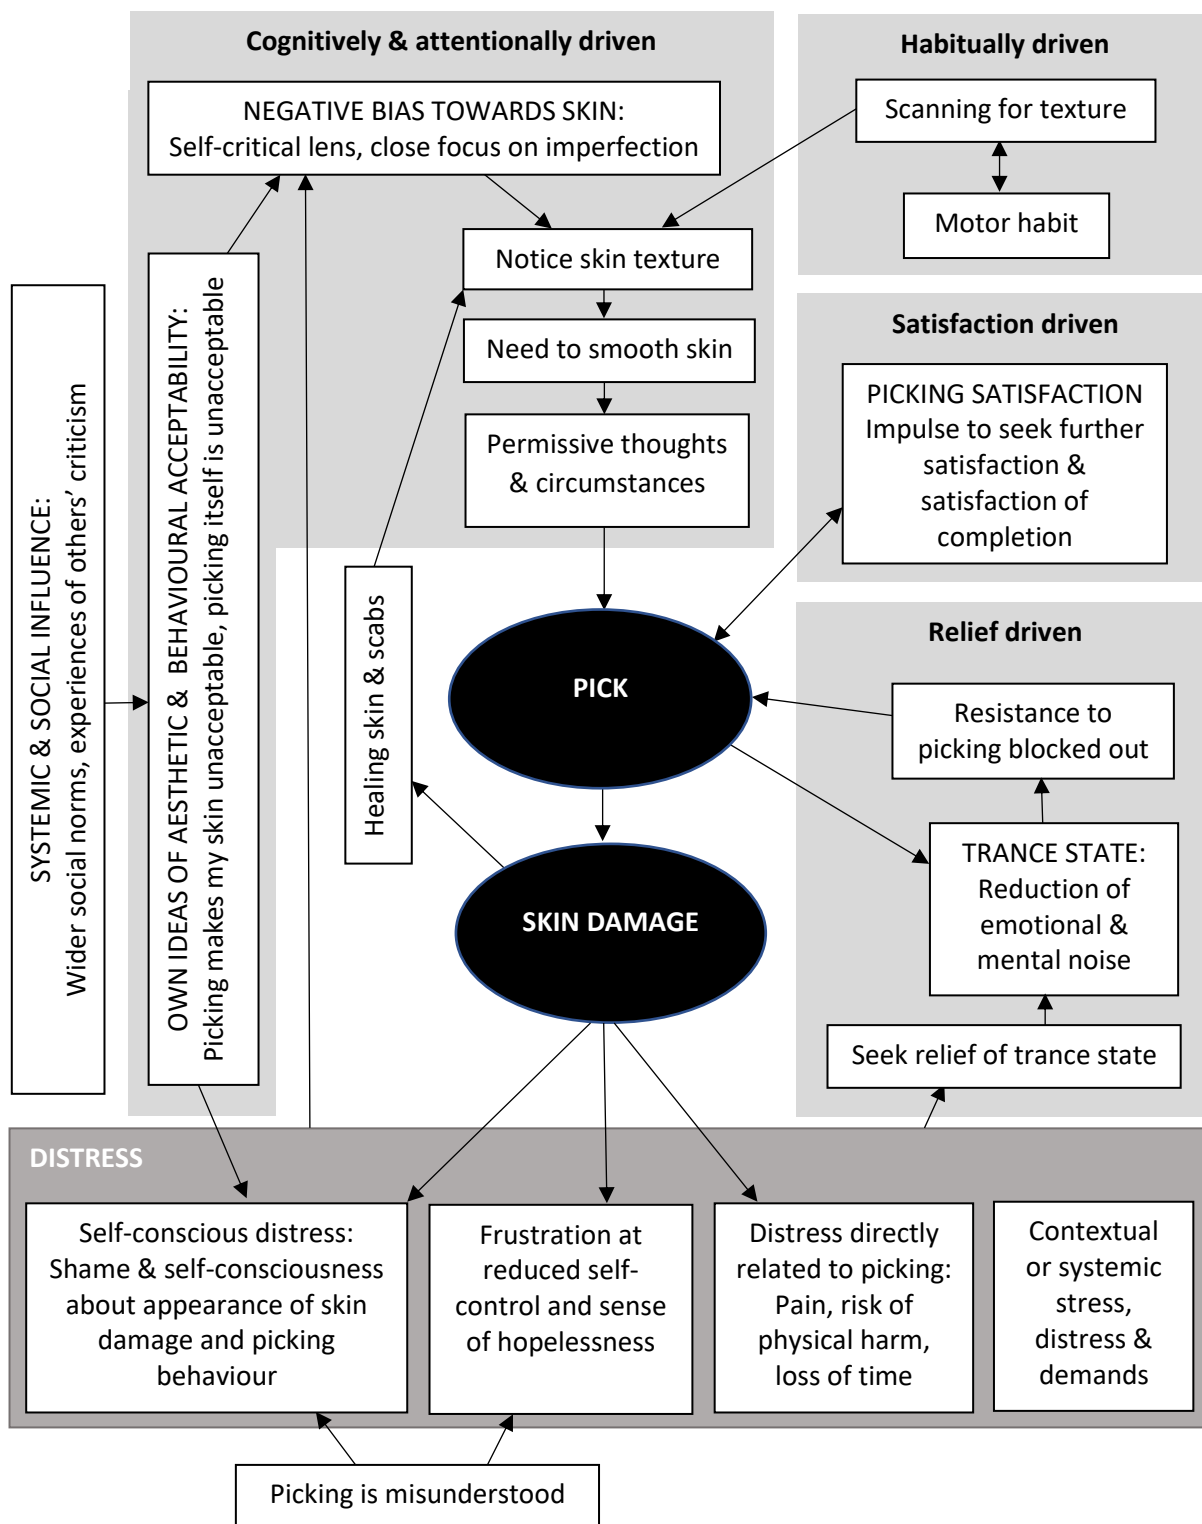 Cognitively & attentionally driven
NEGATIVE BIAS TOWARDS SKIN:
Self-critical lens, close focus on imperfection
Notice skin texture
Need to smooth skin
Permissive thoughts
& circumstances
Habitually driven
Scanning for texture
Motor habit
Satisfaction driven
PICKING SATISFACTION
Impulse to seek further
satisfaction &
satisfaction of
completion
SYSTEMIC & SOCIAL INFLUENCE:
Wider social norms, experiences of others’ criticism
OWN IDEAS OF AESTHETIC & BEHAVIOURAL ACCEPTABILITY:
Picking makes my skin unacceptable, picking itself is unacceptable
Healing skin & scabs
PICK
SKIN DAMAGE
Relief driven
Resistance to
picking blocked out
TRANCE STATE:
Reduction of
emotional &
mental noise
Seek relief of trance state
DISTRESS
Self-conscious distress:
Shame & self-consciousness
about appearance of skin
damage and picking
behaviour
Frustration at
reduced self-
control and sense
of hopelessness
Distress directly
related to picking:
Pain, risk of
physical harm,
loss of time
Contextual
or systemic
stress,
distress &
demands
Picking is misunderstood